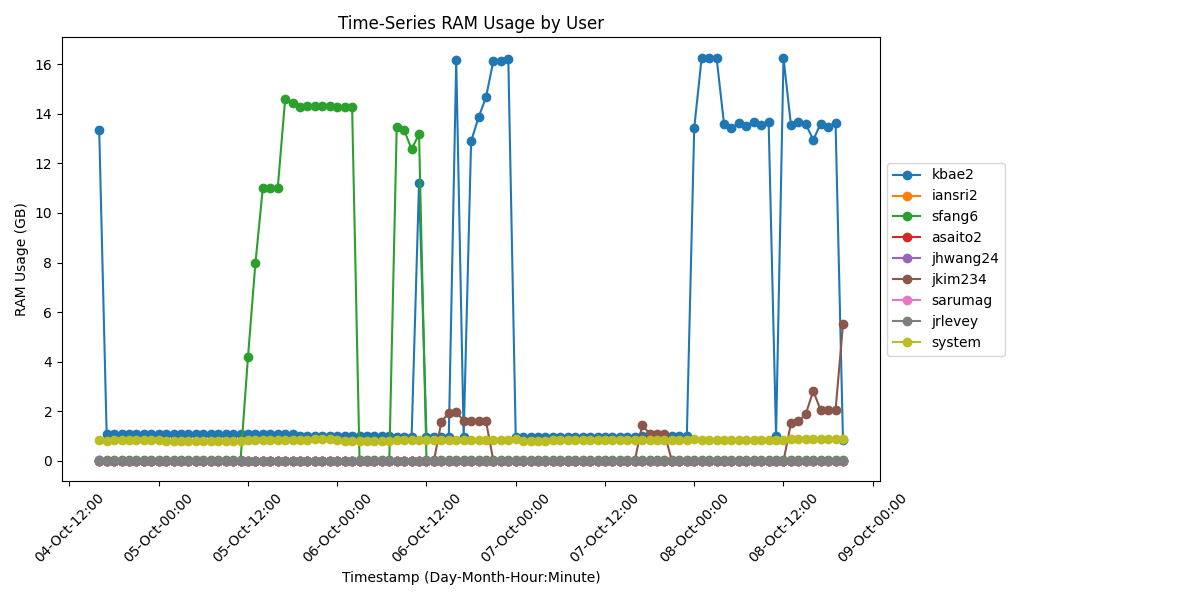 Time-Series RAM Usage by User
RAM Usage (GB)
16
14
12
10
8
6
4
2
0
04-Oct-12:00
05-Oct-00:00
05-Oct-12:00
06-Oct-00:00
06-Oct-12:00
07-Oct-00:00
07-Oct-12:00
08-Oct-00:00
08-Oct-12:00
09-Oct-00:00
Timestamp (Day-Month-Hour:Minute)
kbae2
iansri2
sfang6
asaito2
jhwang24
jkim234
sarumag
jrlevey
system